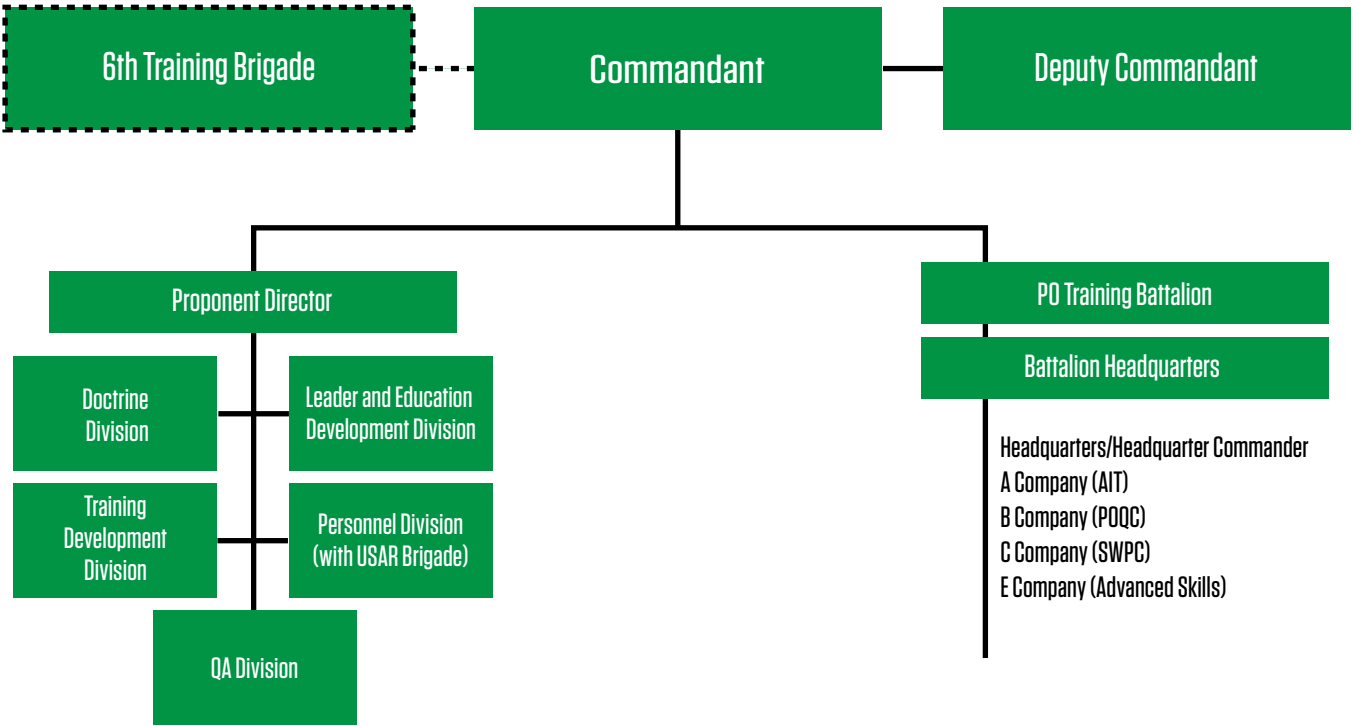 6th Training Brigade
Commandant
Deputy Commandant
Proponent Director
Doctrine
Division
Leader and Education
Development Division
Training
Development
Division
Personnel Division
(with USAR Brigade)
QA Division
PO Training Battalion
Battalion Headquarters
Headquarters/Headquarter Commander
A Company (AIT)
B Company (POQC)
C Company (SWPC)
E Company (Advanced Skills)